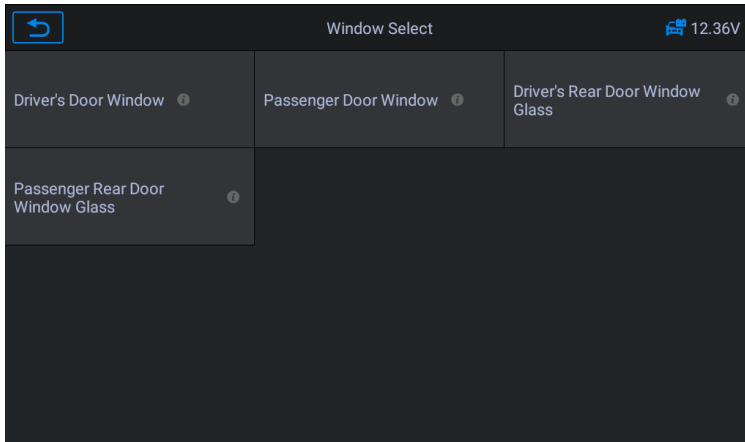 Window Select
12.36V
Driver's Door Window
Passenger Door Window
Driver's Rear Door Window
Glass
Passenger Rear Door
Window Glass